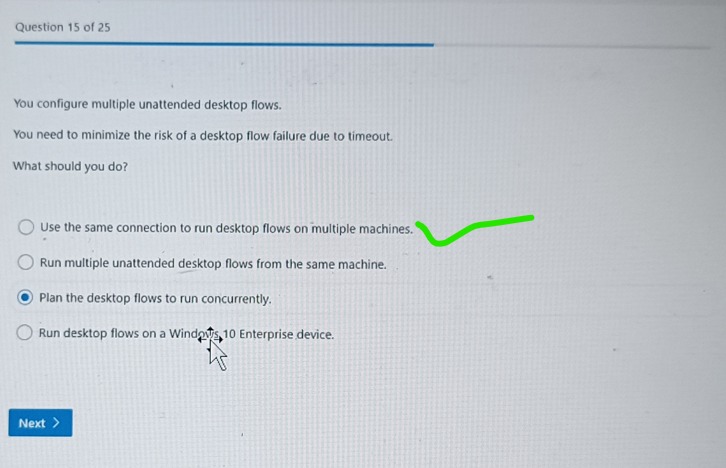 Question 15 of 25
You configure multiple unattended desktop flows.
You need to minimize the risk of a desktop flow failure due to timeout.
What should you do?
Use the same connection to run desktop flows on multiple machines.
Run multiple unattended desktop flows from the same machine.
Plan the desktop flows to run concurrently.
Run desktop flows on a Windows 10 Enterprise device.
Next